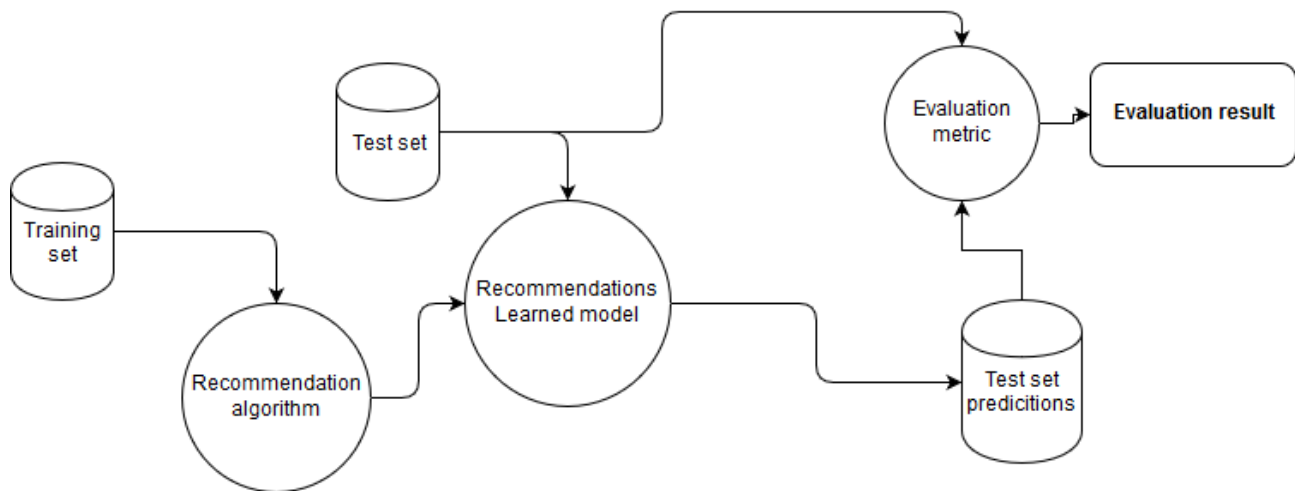 Test set
Evaluation
metric
Evaluation result
Training
set
Recommendations
Learned model
Recommendation
algorithm
Test set
predicitions